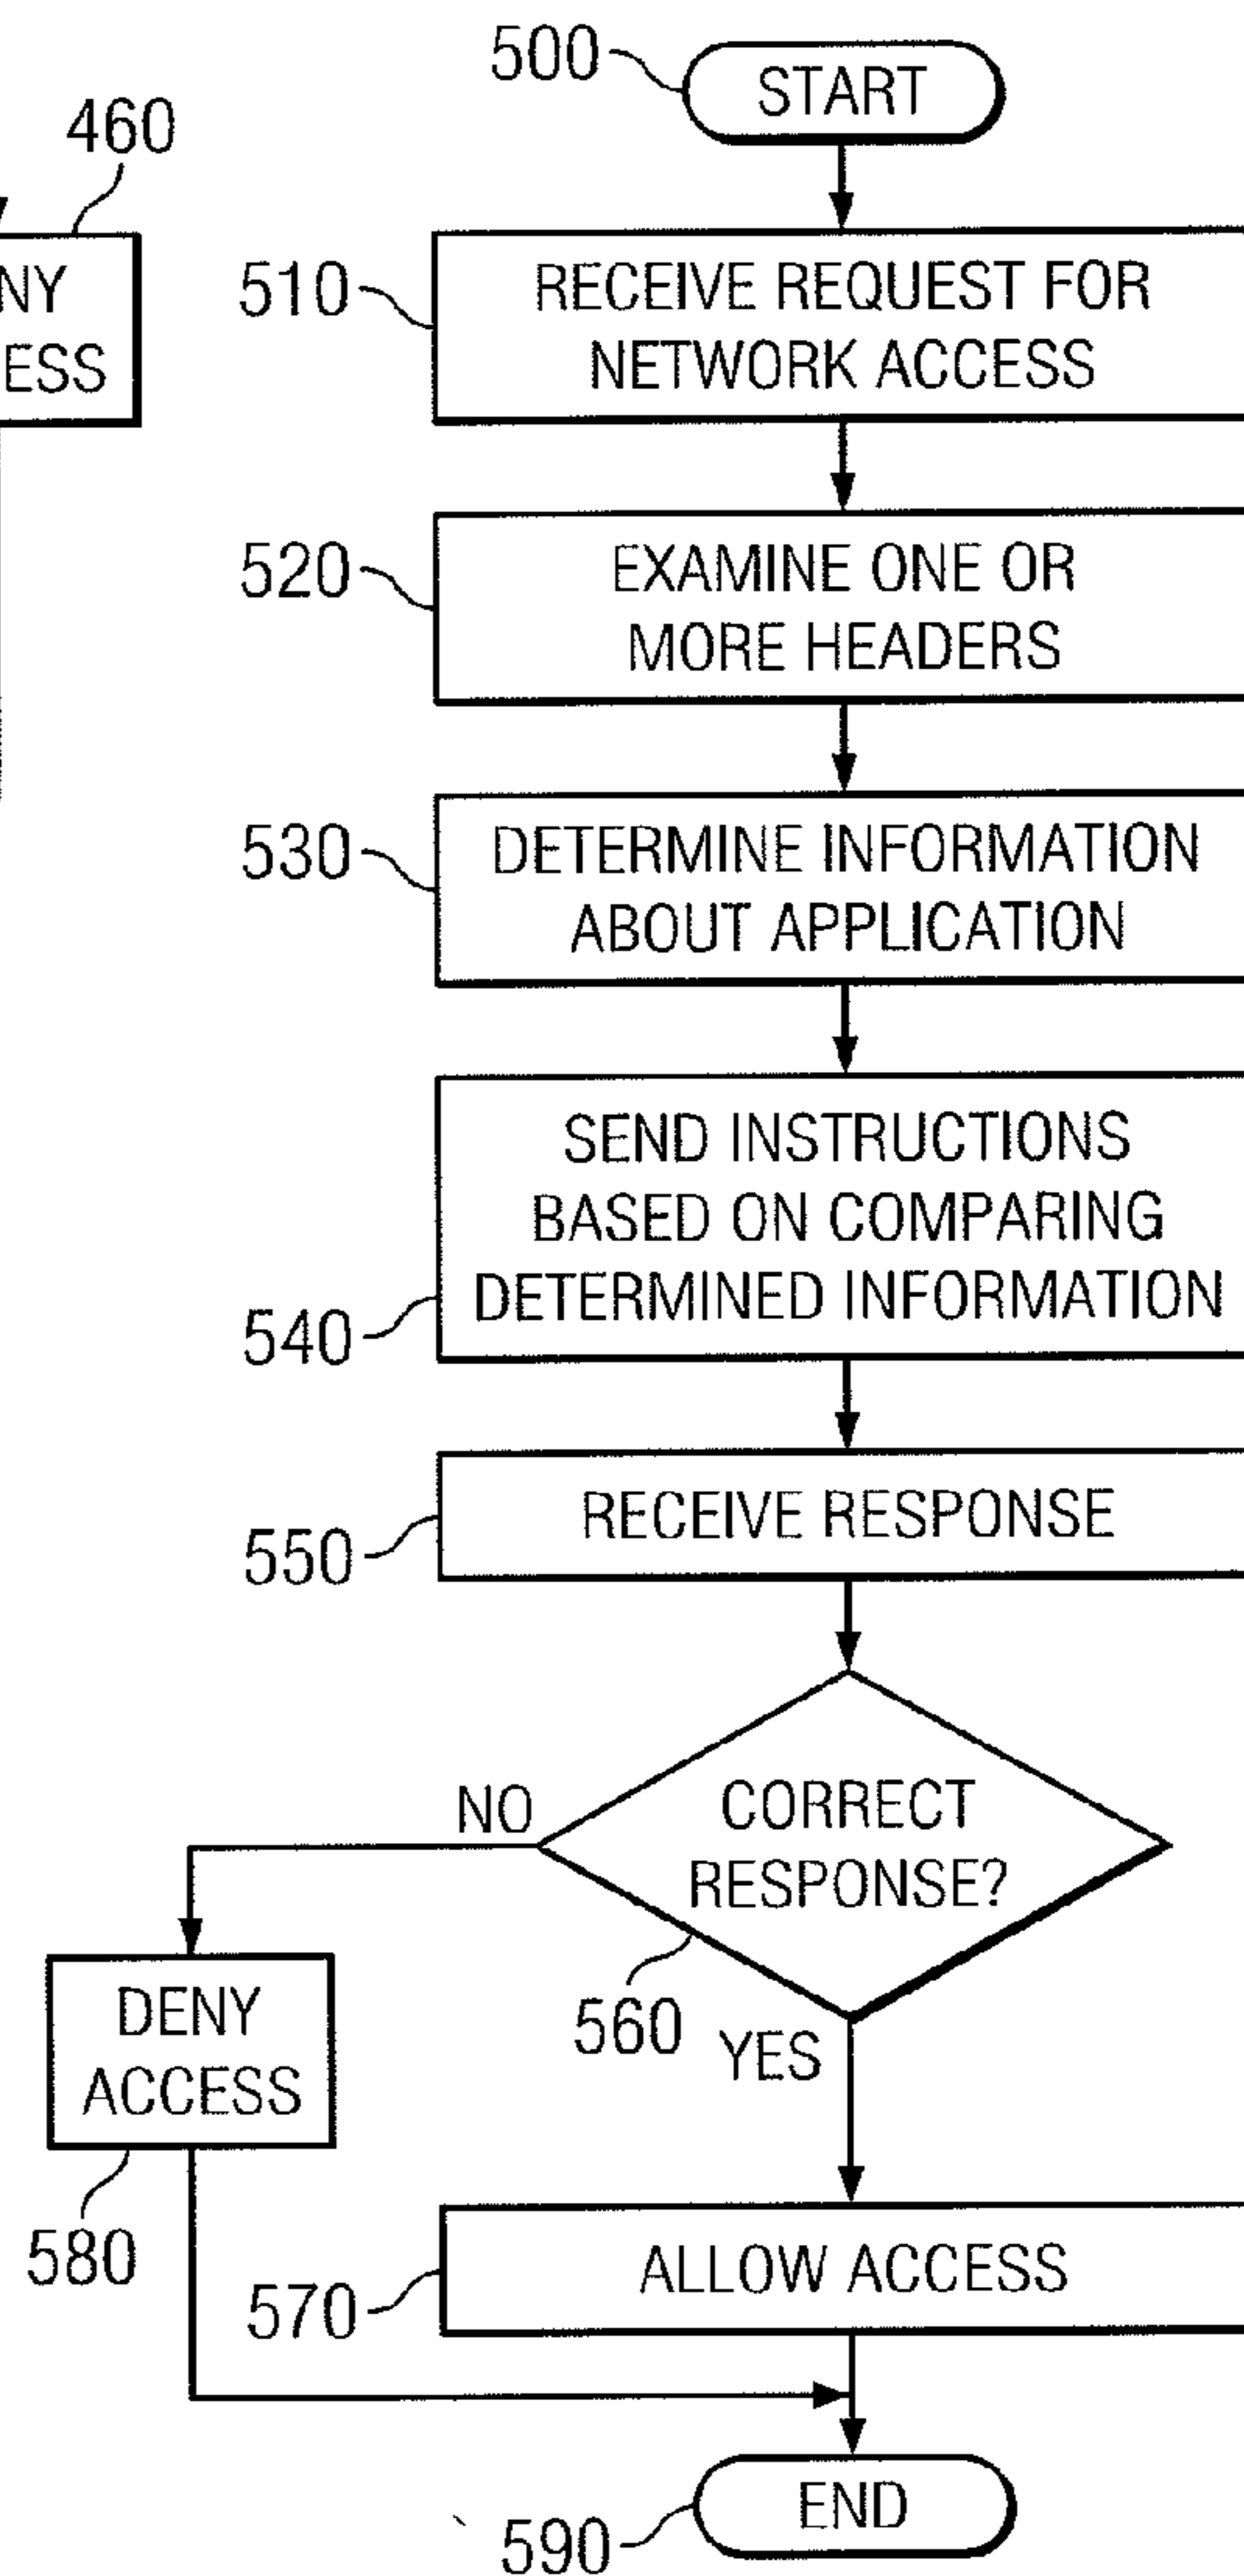 500
START
460
510
RECEIVE REQUEST FOR
NETWORK ACCESS
520
EXAMINE ONE OR
MORE HEADERS
530
DETERMINE INFORMATION
ABOUT APPLICATION
540
SEND INSTRUCTIONS
BASED ON COMPARING
DETERMINED INFORMATION
550
RECEIVE RESPONSE
CORRECT
RESPONSE?
NO
560
YES
DENY
ACCESS
580
570
ALLOW ACCESS
END
590